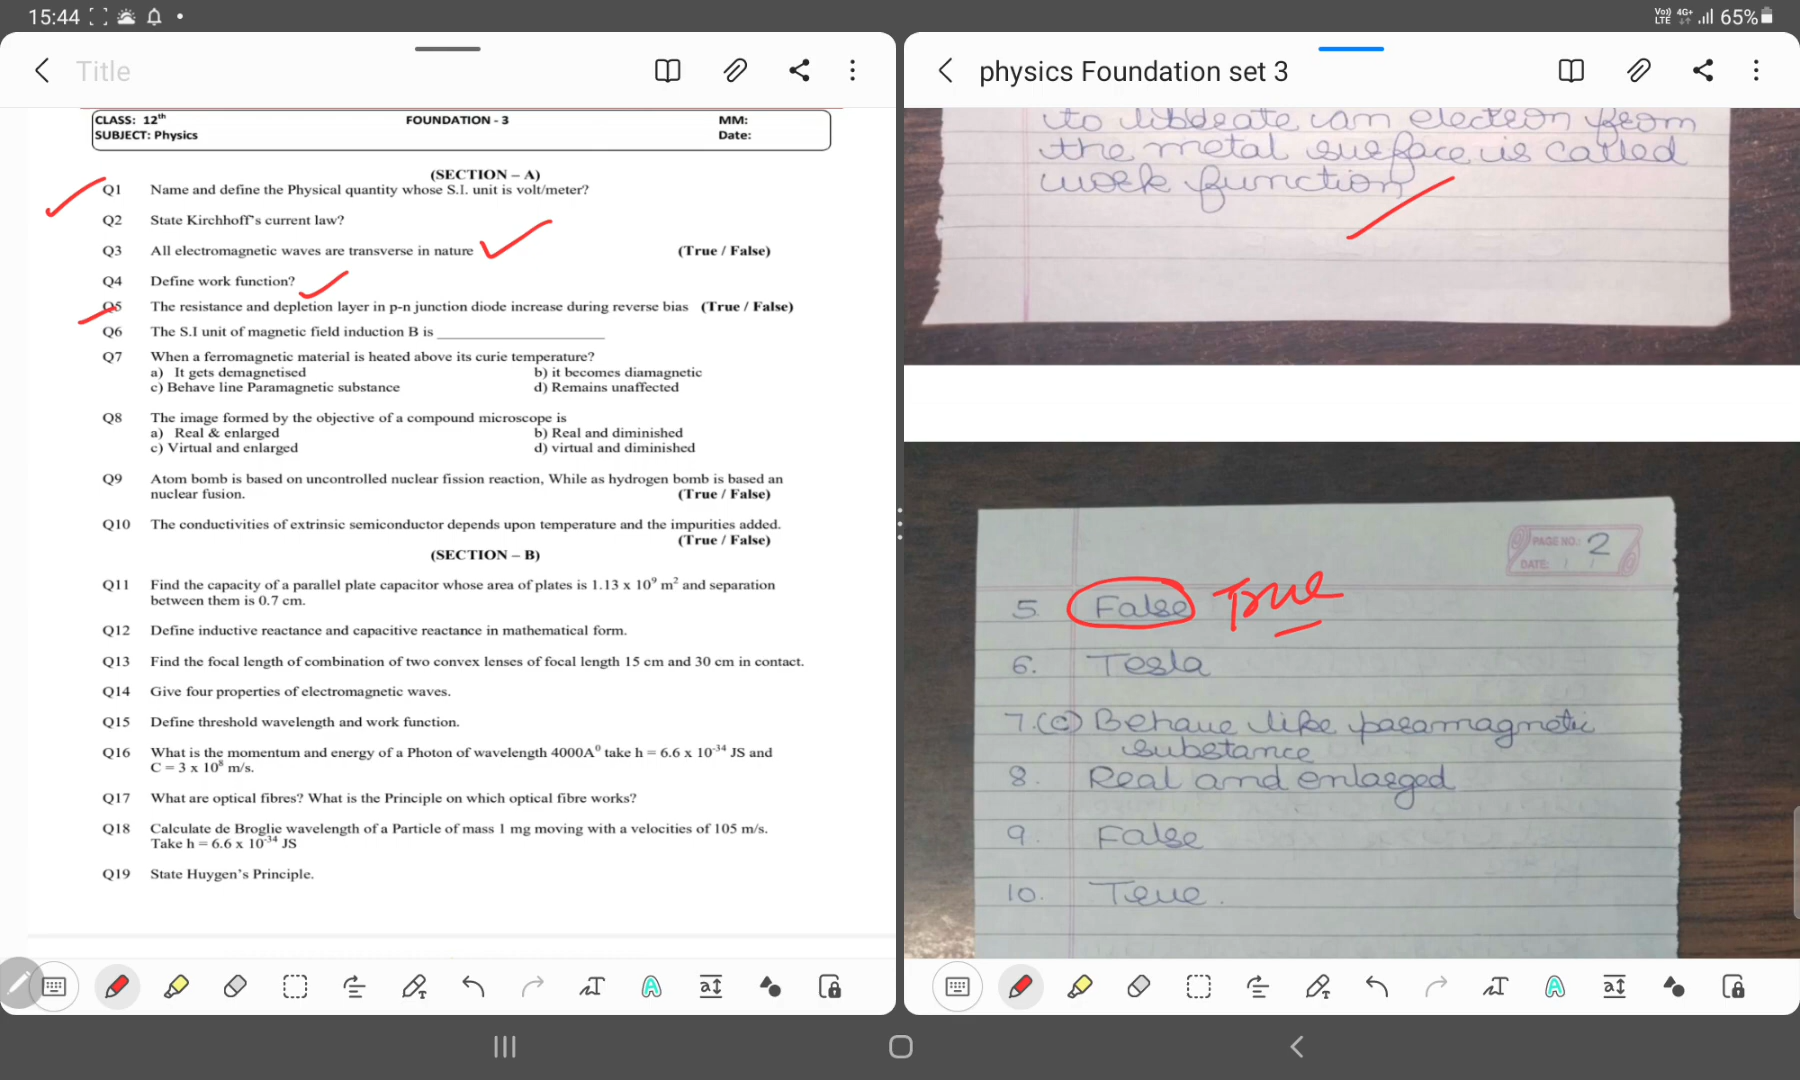 15:44
Vo)) LTE 4G+ 65%
Title
CLASS: 12th FOUNDATION - 3 MM:
SUBJECT: Physics Date:
(SECTION – A)
Q1 Name and define the Physical quantity whose S.I. unit is volt/meter?
Q2 State Kirchhoff's current law?
Q3 All electromagnetic waves are transverse in nature (True / False)
Q4 Define work function?
Q5 The resistance and depletion layer in p-n junction diode increase during reverse bias (True / False)
Q6 The S.I unit of magnetic field induction B is ____________
Q7 When a ferromagnetic material is heated above its curie temperature?
a) It gets demagnetised b) it becomes diamagnetic
c) Behave line Paramagnetic substance d) Remains unaffected
Q8 The image formed by the objective of a compound microscope is
a) Real & enlarged b) Real and diminished
c) Virtual and enlarged d) virtual and diminished
Q9 Atom bomb is based on uncontrolled nuclear fission reaction, While as hydrogen bomb is based an
nuclear fusion. (True / False)
Q10 The conductivities of extrinsic semiconductor depends upon temperature and the impurities added.
(True / False)
(SECTION – B)
Q11 Find the capacity of a parallel plate capacitor whose area of plates is 1.13 x 10⁹ m² and separation
between them is 0.7 cm.
Q12 Define inductive reactance and capacitive reactance in mathematical form.
Q13 Find the focal length of combination of two convex lenses of focal length 15 cm and 30 cm in contact.
Q14 Give four properties of electromagnetic waves.
Q15 Define threshold wavelength and work function.
Q16 What is the momentum and energy of a Photon of wavelength 4000A⁰ take h = 6.6 x 10⁻³⁴ JS and
C = 3 x 10⁸ m/s.
Q17 What are optical fibres? What is the Principle on which optical fibre works?
Q18 Calculate de Broglie wavelength of a Particle of mass 1 mg moving with a velocities of 105 m/s.
Take h = 6.6 x 10⁻³⁴ JS
Q19 State Huygen's Principle.
physics Foundation set 3
to liberate an electron from
the metal surface is called
work function
PAGE NO.: 2
DATE: / /
5. False True
6. Tesla
7.(c) Behave like paramagnetic
substance
8. Real and enlarged
9. False
10. True.